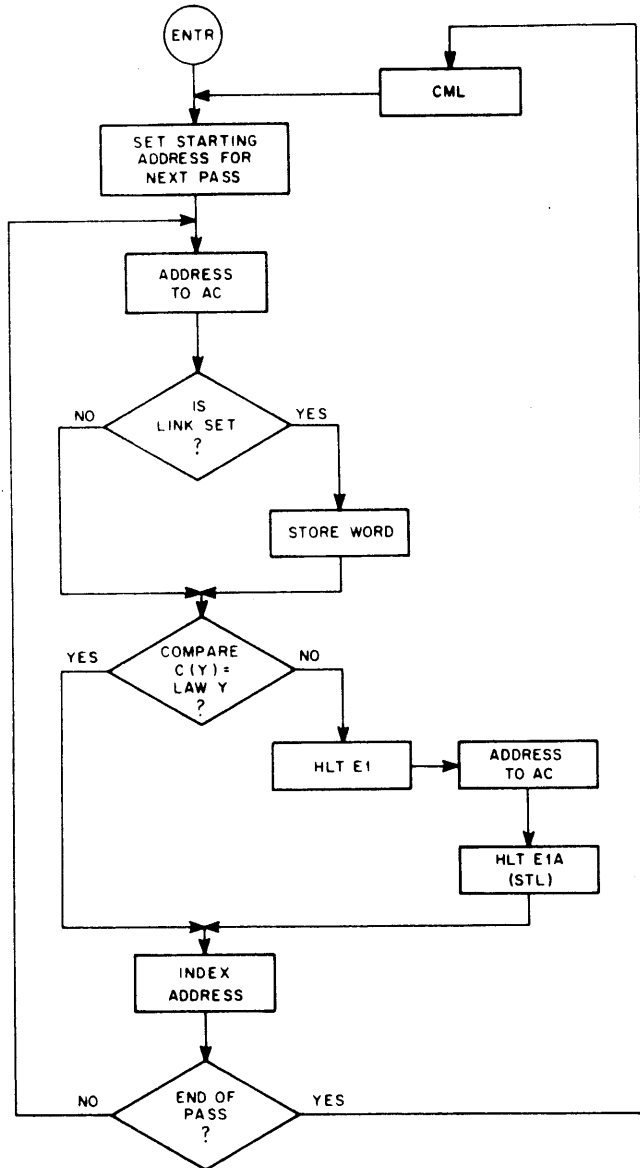 ENTR
CML
SET STARTING
ADDRESS FOR
NEXT PASS
ADDRESS
TO AC
IS
LINK SET
?
NO
YES
STORE WORD
COMPARE
C(Y)=
LAW Y
?
YES
NO
HLT E1
ADDRESS
TO AC
HLT E1A
(STL)
INDEX
ADDRESS
END OF
PASS
?
NO
YES